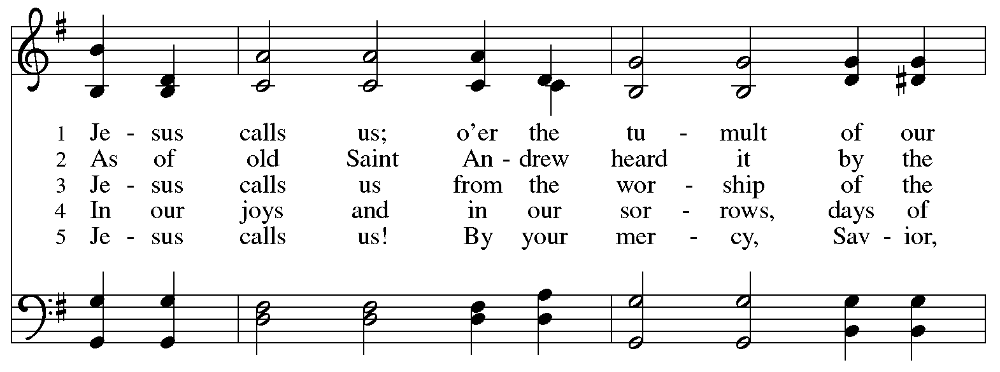 1 Je - sus calls us; o’er the tu - mult of our
2 As of old Saint An - drew heard it by the
3 Je - sus calls us from the wor - ship of the
4 In our joys and in our sor - rows, days of
5 Je - sus calls us! By your mer - cy, Sav - ior,